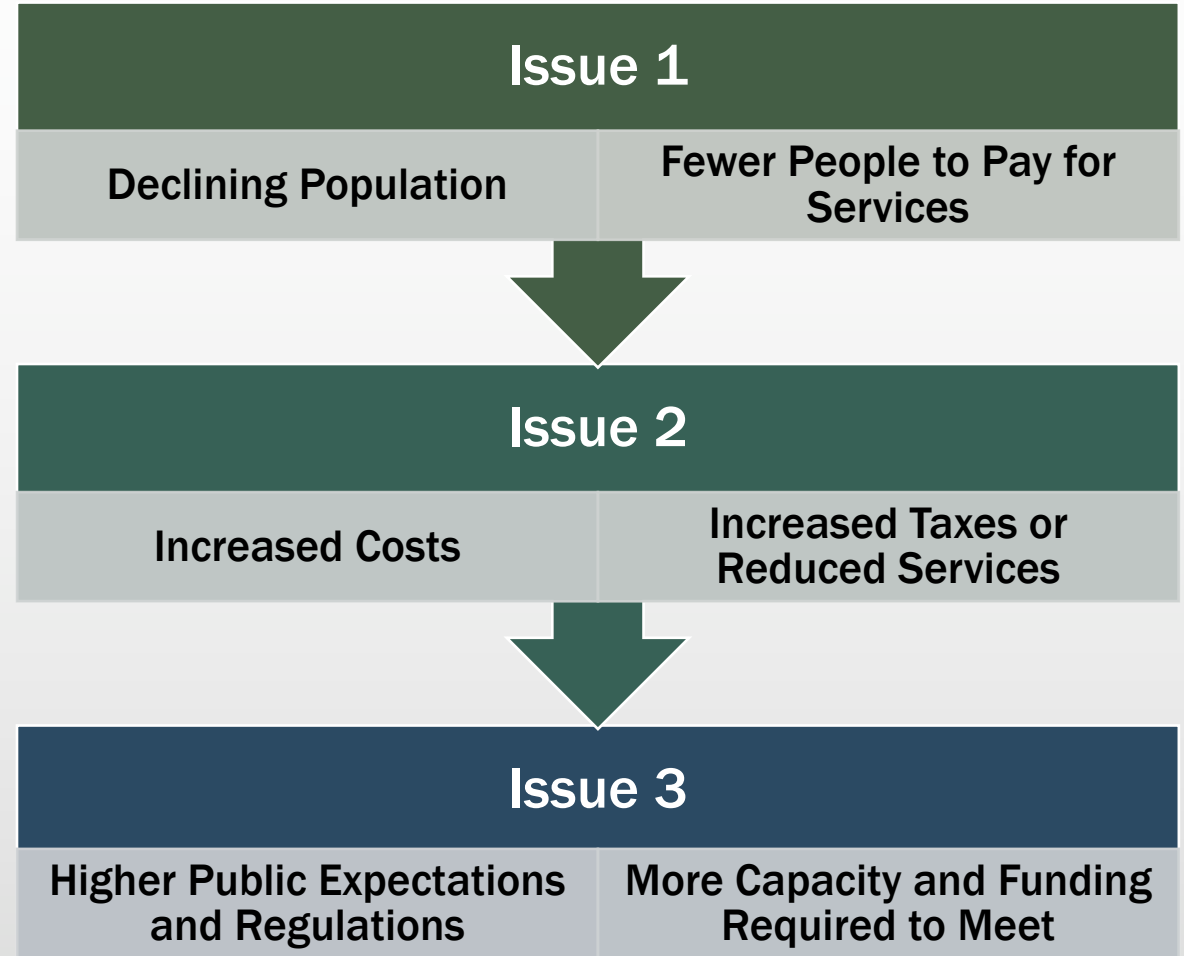 Issue 1
Declining Population
Fewer People to Pay for
Services
Issue 2
Increased Costs
Increased Taxes or
Reduced Services
Issue 3
Higher Public Expectations
and Regulations
More Capacity and Funding
Required to Meet